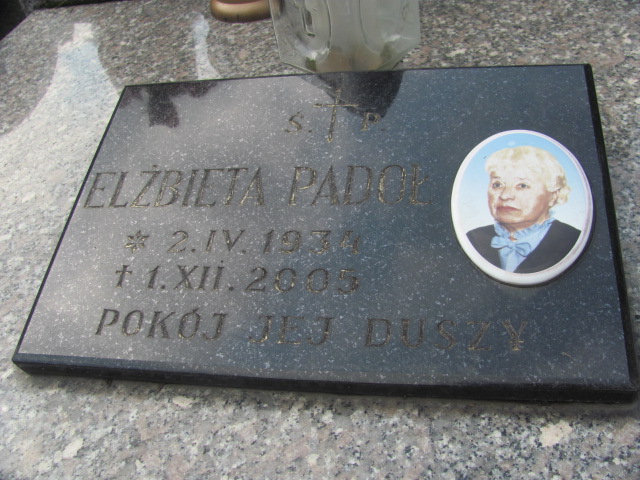 Ś. P.
ELŻBIETA PADOŁ
* 2.IV 1934
† 1.XII.2005
POKÓJ JEJ DUSZY